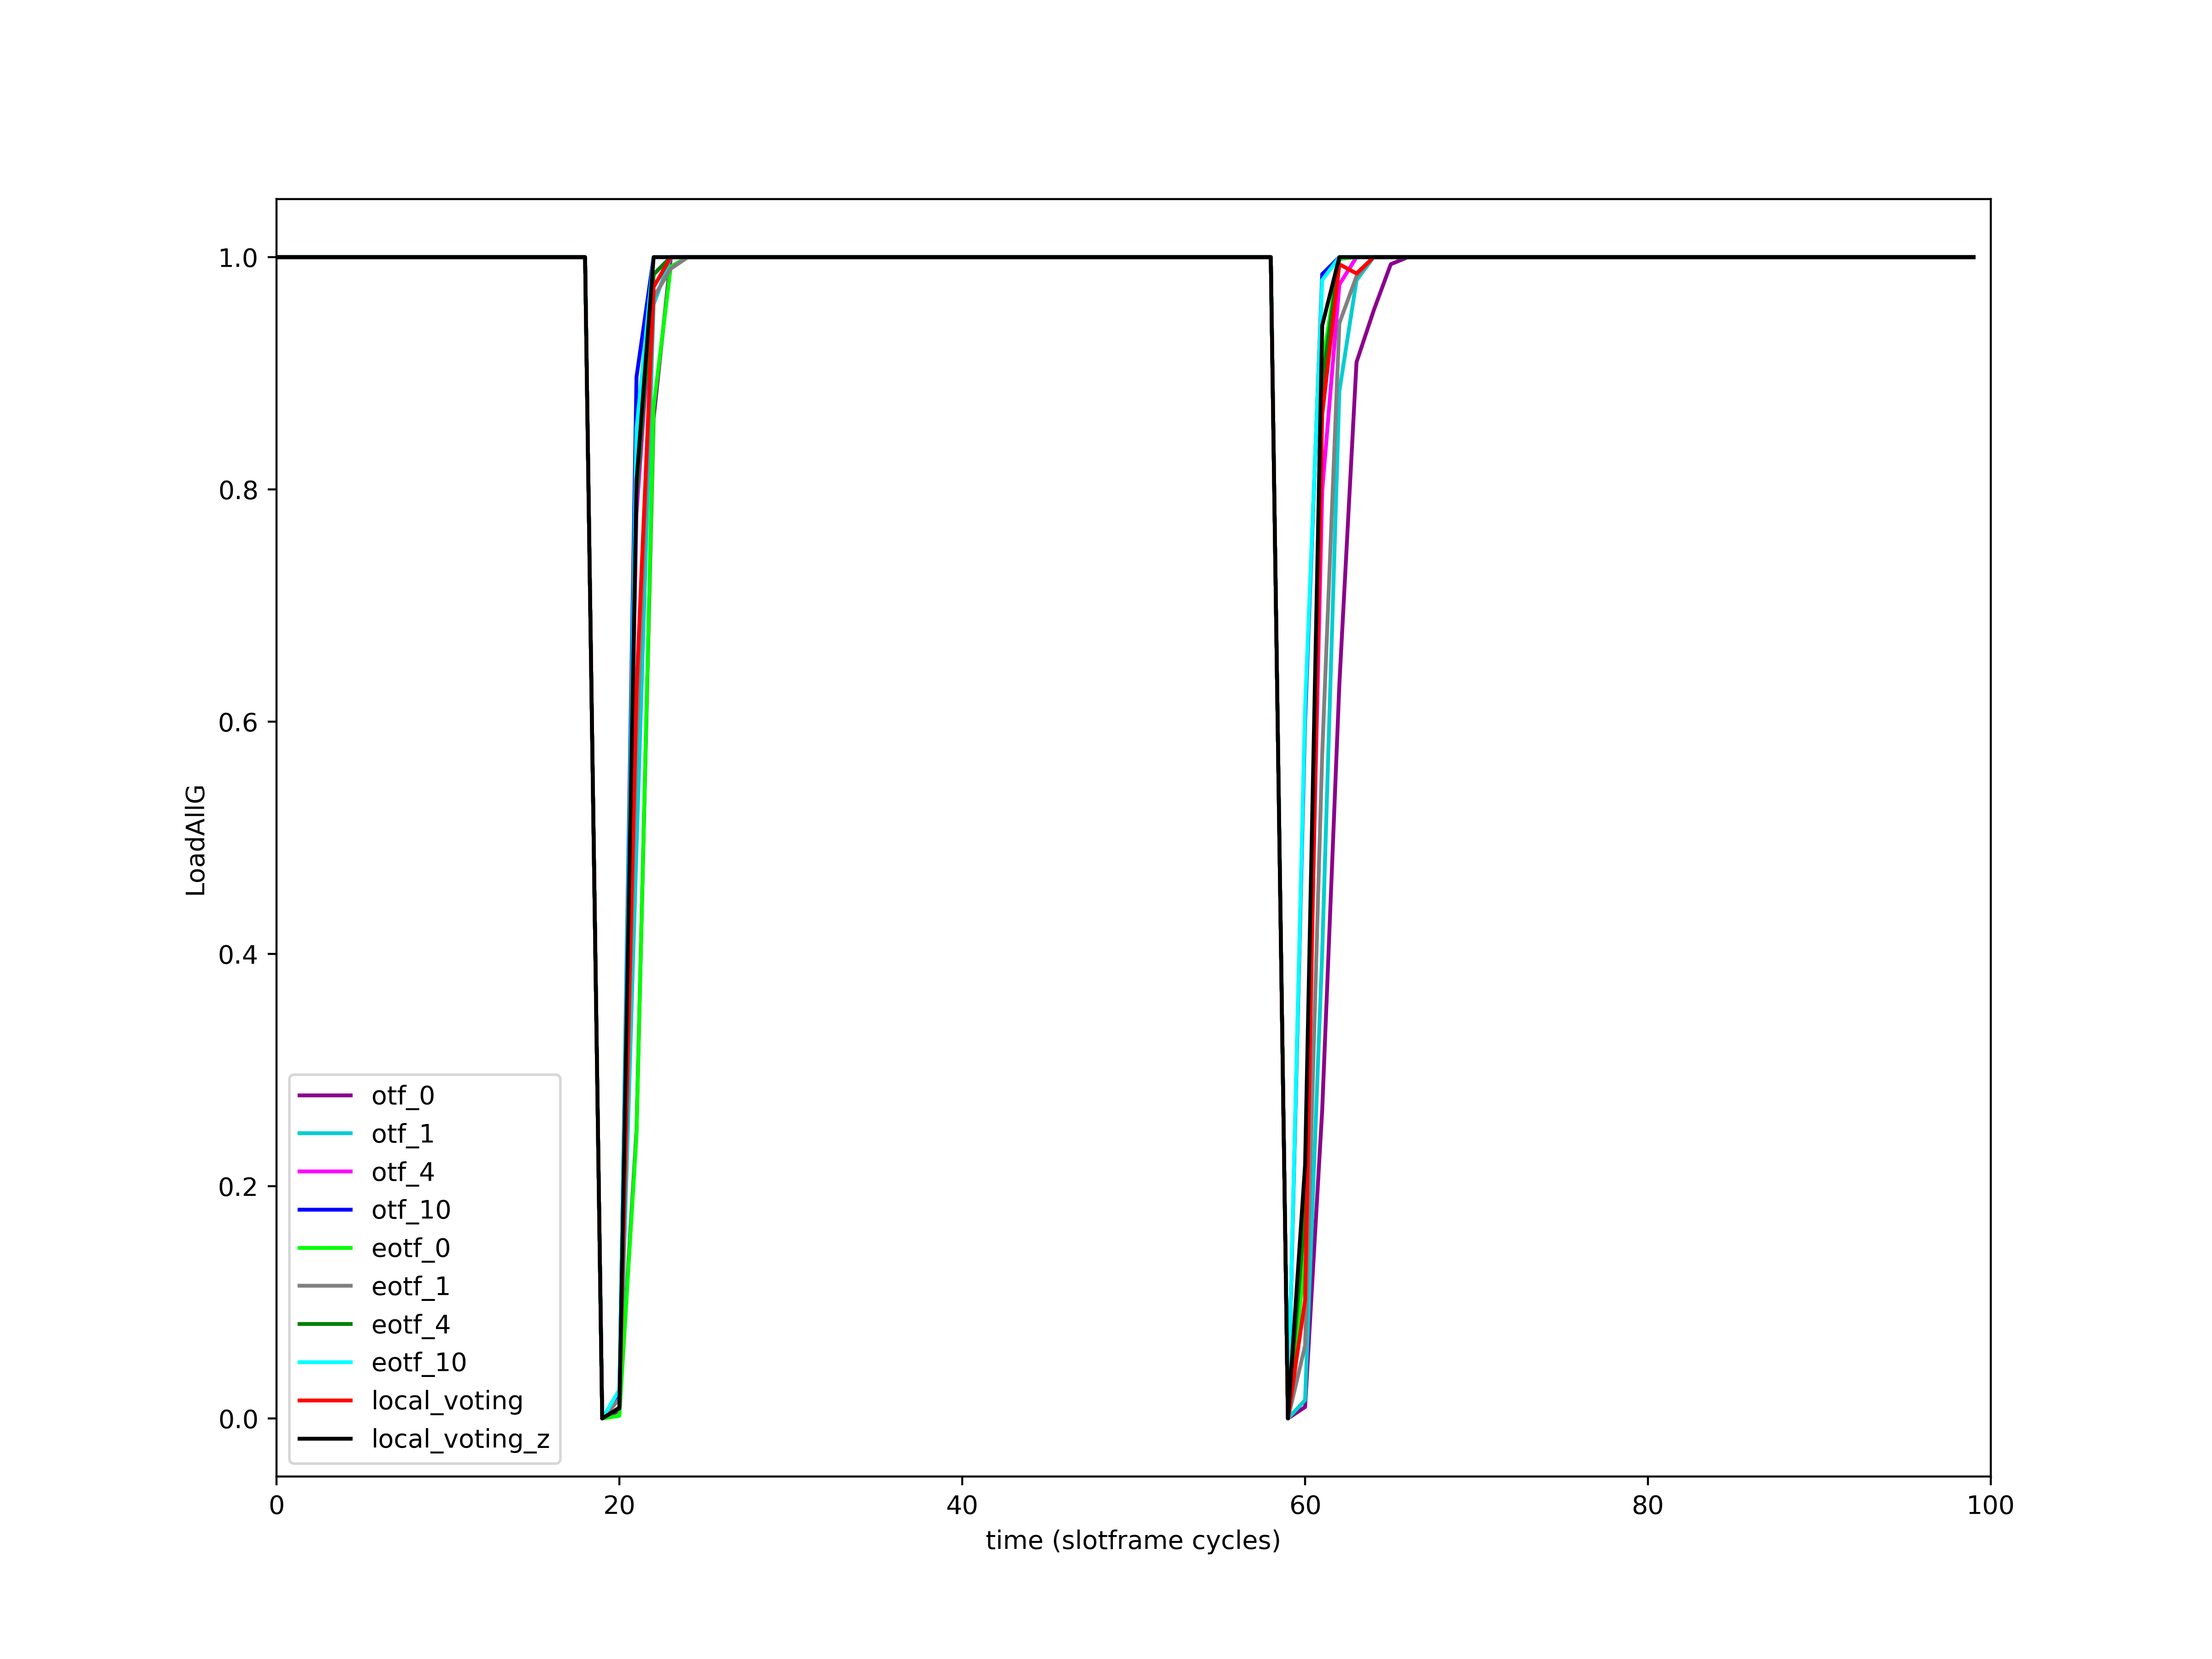 1.0
0.8
0.6
0.4
0.2
0.0
LoadAllG
otf_0
otf_1
otf_4
otf_10
eotf_0
eotf_1
eotf_4
eotf_10
local_voting
local_voting_z
0 20 40 60 80 100
time (slotframe cycles)